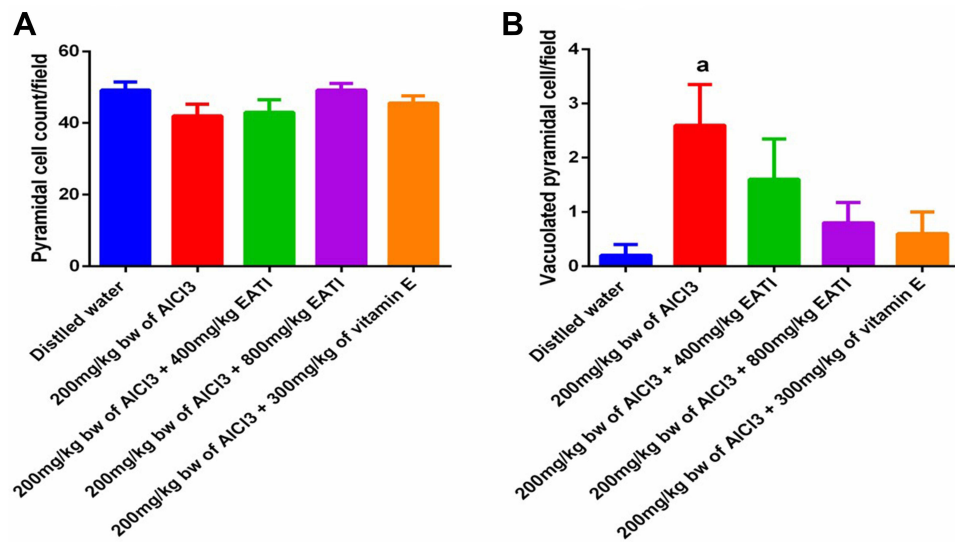 A
Pyramidal cell count/field
60
40
20
0
Distlled water
200mg/kg bw of AlCl3
200mg/kg bw of AlCl3 + 400mg/kg EATI
200mg/kg bw of AlCl3 + 800mg/kg EATI
200mg/kg bw of AlCl3 + 300mg/kg of vitamin E
B
Vacuolated pyramidal cell/field
4
3
2
1
0
a
Distlled water
200mg/kg bw of AlCl3
200mg/kg bw of AlCl3 + 400mg/kg EATI
200mg/kg bw of AlCl3 + 800mg/kg EATI
200mg/kg bw of AlCl3 + 300mg/kg of vitamin E